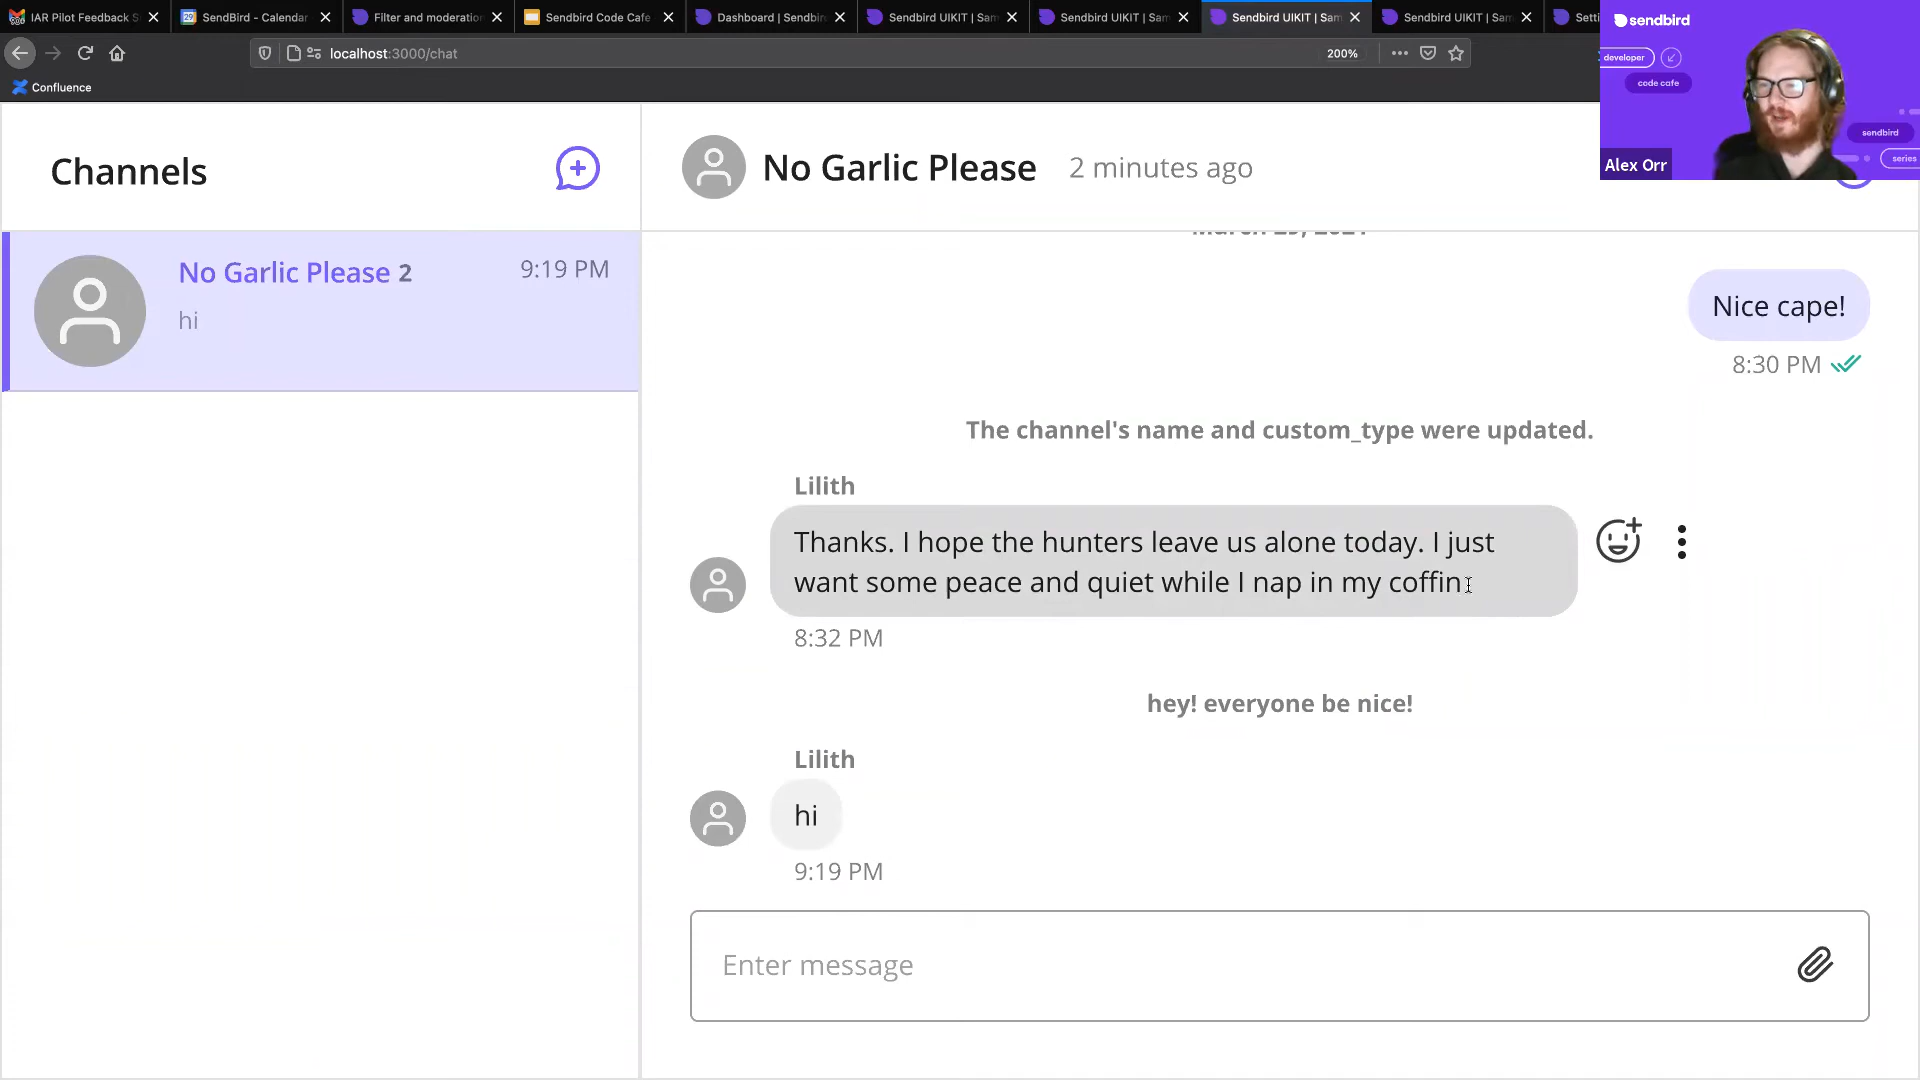 IAR Pilot Feedback S
SendBird - Calendar
Filter and moderation
Sendbird Code Cafe
Dashboard | Sendbir
Sendbird UIKIT | Sam
Sendbird UIKIT | Sam
Sendbird UIKIT | Sam
Sendbird UIKIT | Sam
Setti
localhost:3000/chat
200%
Confluence
sendbird
developer
code cafe
sendbird
series
Alex Orr
Channels
No Garlic Please 2
9:19 PM
hi
No Garlic Please
2 minutes ago
Nice cape!
8:30 PM
The channel's name and custom_type were updated.
Lilith
Thanks. I hope the hunters leave us alone today. I just
want some peace and quiet while I nap in my coffin.
8:32 PM
hey! everyone be nice!
Lilith
hi
9:19 PM
Enter message